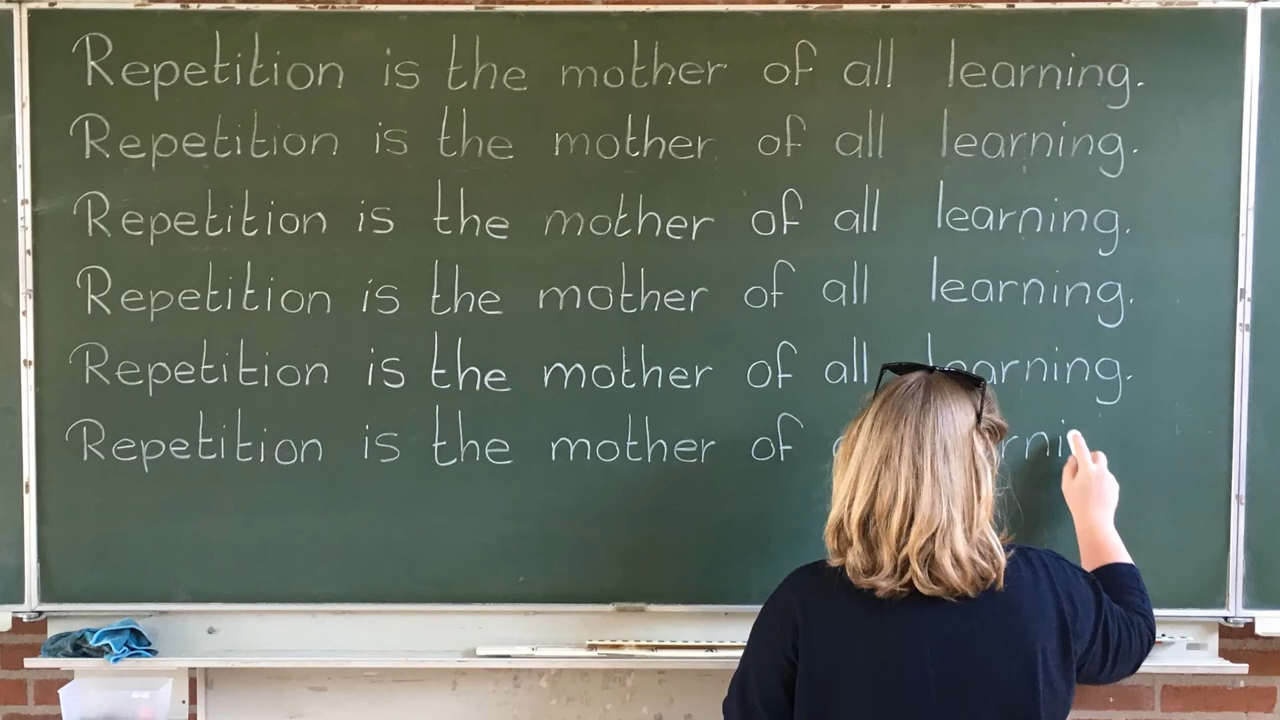 Repetition is the mother of all learning.
Repetition is the mother of all learning.
Repetition is the mother of all learning.
Repetition is the mother of all learning.
Repetition is the mother of all learning.
Repetition is the mother of